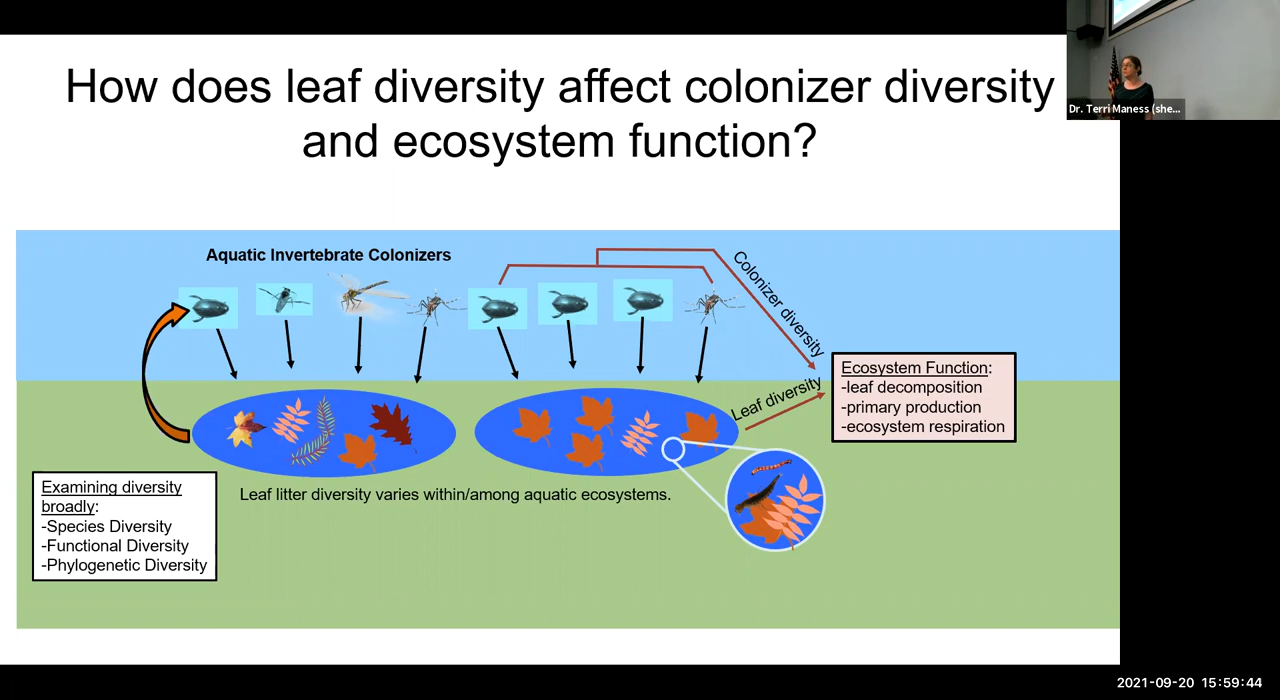 How does leaf diversity affect colonizer diversity
and ecosystem function?
Dr. Terri Maness (she...
Aquatic Invertebrate Colonizers
Colonizer diversity
Leaf diversity
Ecosystem Function:
-leaf decomposition
-primary production
-ecosystem respiration
Examining diversity
broadly:
-Species Diversity
-Functional Diversity
-Phylogenetic Diversity
Leaf litter diversity varies within/among aquatic ecosystems.
2021-09-20 15:59:44